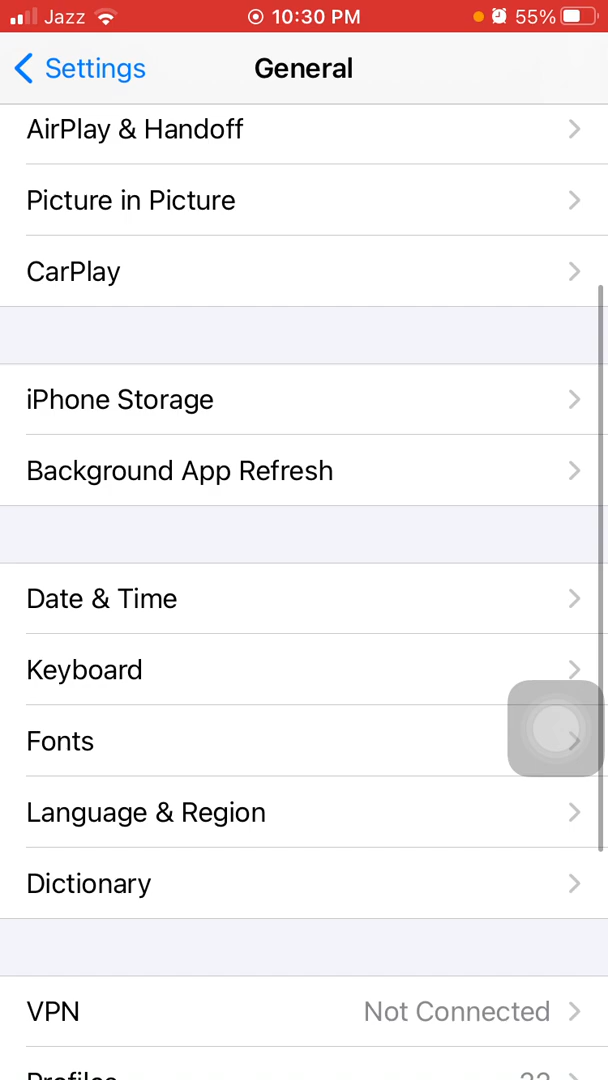 Jazz 10:30 PM 55%
Settings General
AirPlay & Handoff
Picture in Picture
CarPlay
iPhone Storage
Background App Refresh
Date & Time
Keyboard
Fonts
Language & Region
Dictionary
VPN Not Connected
Profiles